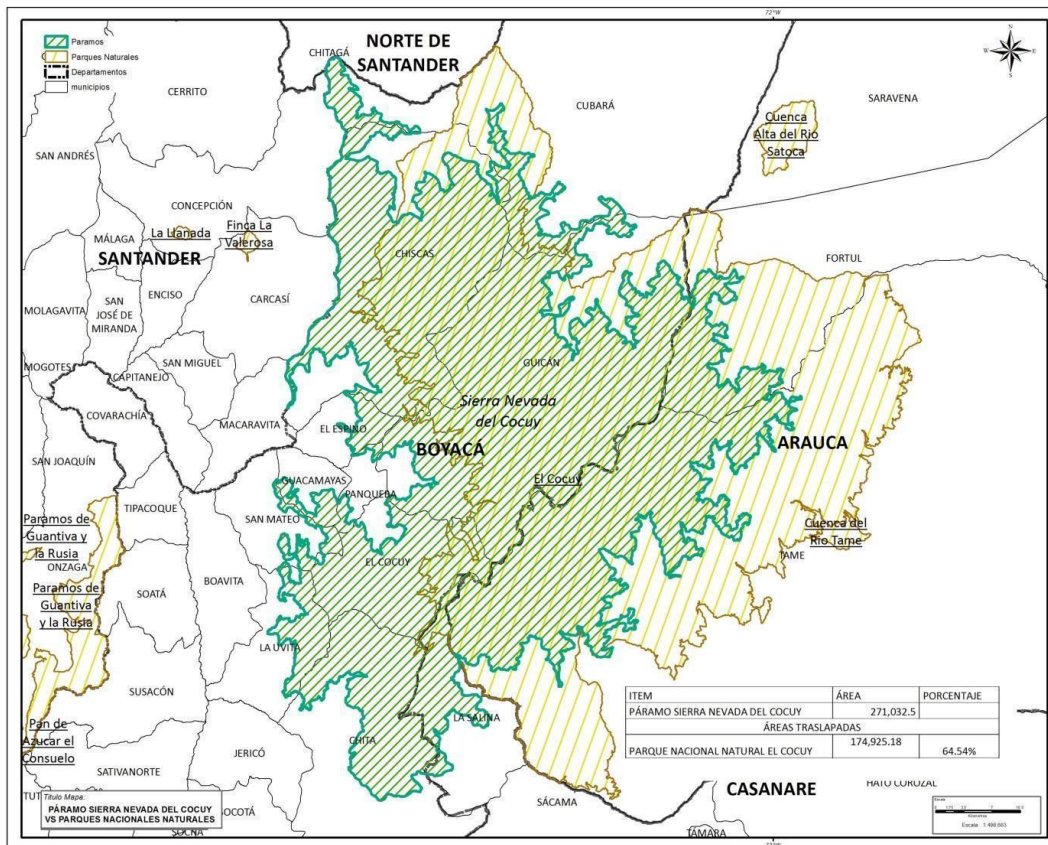 72°W
Paramos
Parques Naturales
Departamentos
municipios
N
E
S
CHITAGÁ
NORTE DE
SANTANDER
CERRITO
CUBARÁ
SARAVENA
Cuenca
Alta del Rio
Satoca
SAN ANDRÉS
CONCEPCIÓN
La Llanada
Finca La
Valerosa
MÁLAGA
SANTANDER
CHISCAS
FORTUL
ENCISO
CARCASÍ
SAN
JOSÉ DE
MIRANDA
MOLAGAVITA
SAN MIGUEL
GUICÁN
MOGOTES
CAPITANEJO
COVARACHÍA
MACARAVITA
Sierra Nevada
del Cocuy
EL ESPINO
BOYACÁ
ARAUCA
SAN JOAQUÍN
GUACAMAYAS
PANQUEBA
El Cocuy
TIPACOQUE
SAN MATEO
Paramos de
Guantiva y
la Rusia
ONZAGA
Cuenca del
Rio Tame
TAME
EL COCUY
BOAVITA
SOATÁ
Paramos de
Guantiva
y la Rusia
LA UVITA
SUSACÓN
LA SALINA
CHITA
Pan de
Azucar el
Consuelo
JERICÓ
SATIVANORTE
ITEM ÁREA PORCENTAJE
PÁRAMO SIERRA NEVADA DEL COCUY 271,032.5
ÁREAS TRASLAPADAS
PARQUE NACIONAL NATURAL EL COCUY 174,925.18 64.54%
CASANARE
HATO COROZAL
SÁCAMA
TÁMARA
Titulo Mapa:
PÁRAMO SIERRA NEVADA DEL COCUY
VS PARQUES NACIONALES NATURALES
72°W